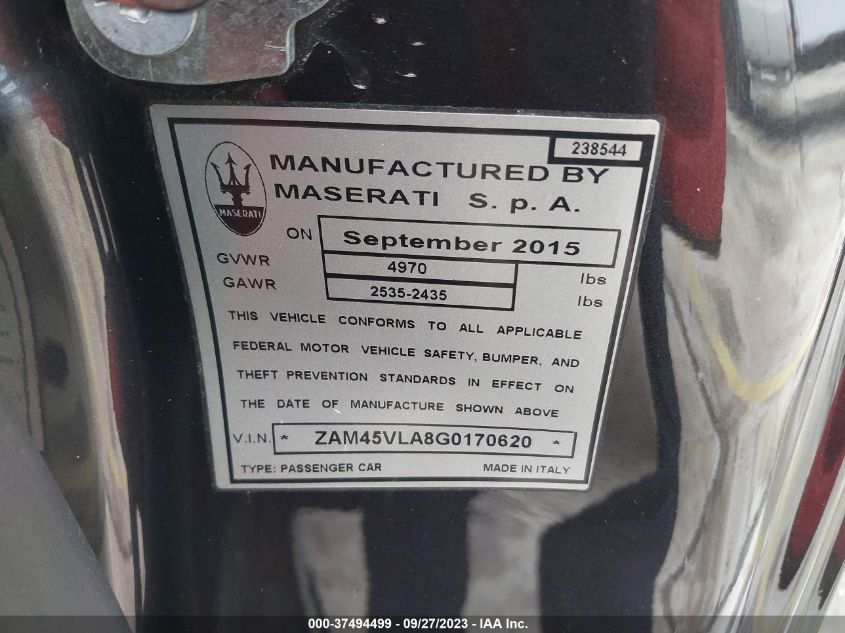 238544
MANUFACTURED BY
MASERATI S. p. A.
MASERATI
ON September 2015
GVWR 4970 lbs
GAWR 2535-2435 lbs
THIS VEHICLE CONFORMS TO ALL APPLICABLE
FEDERAL MOTOR VEHICLE SAFETY, BUMPER, AND
THEFT PREVENTION STANDARDS IN EFFECT ON
THE DATE OF MANUFACTURE SHOWN ABOVE
V.I.N. * ZAM45VLA8G0170620 *
TYPE: PASSENGER CAR MADE IN ITALY
000-37494499 - 09/27/2023 - IAA Inc.